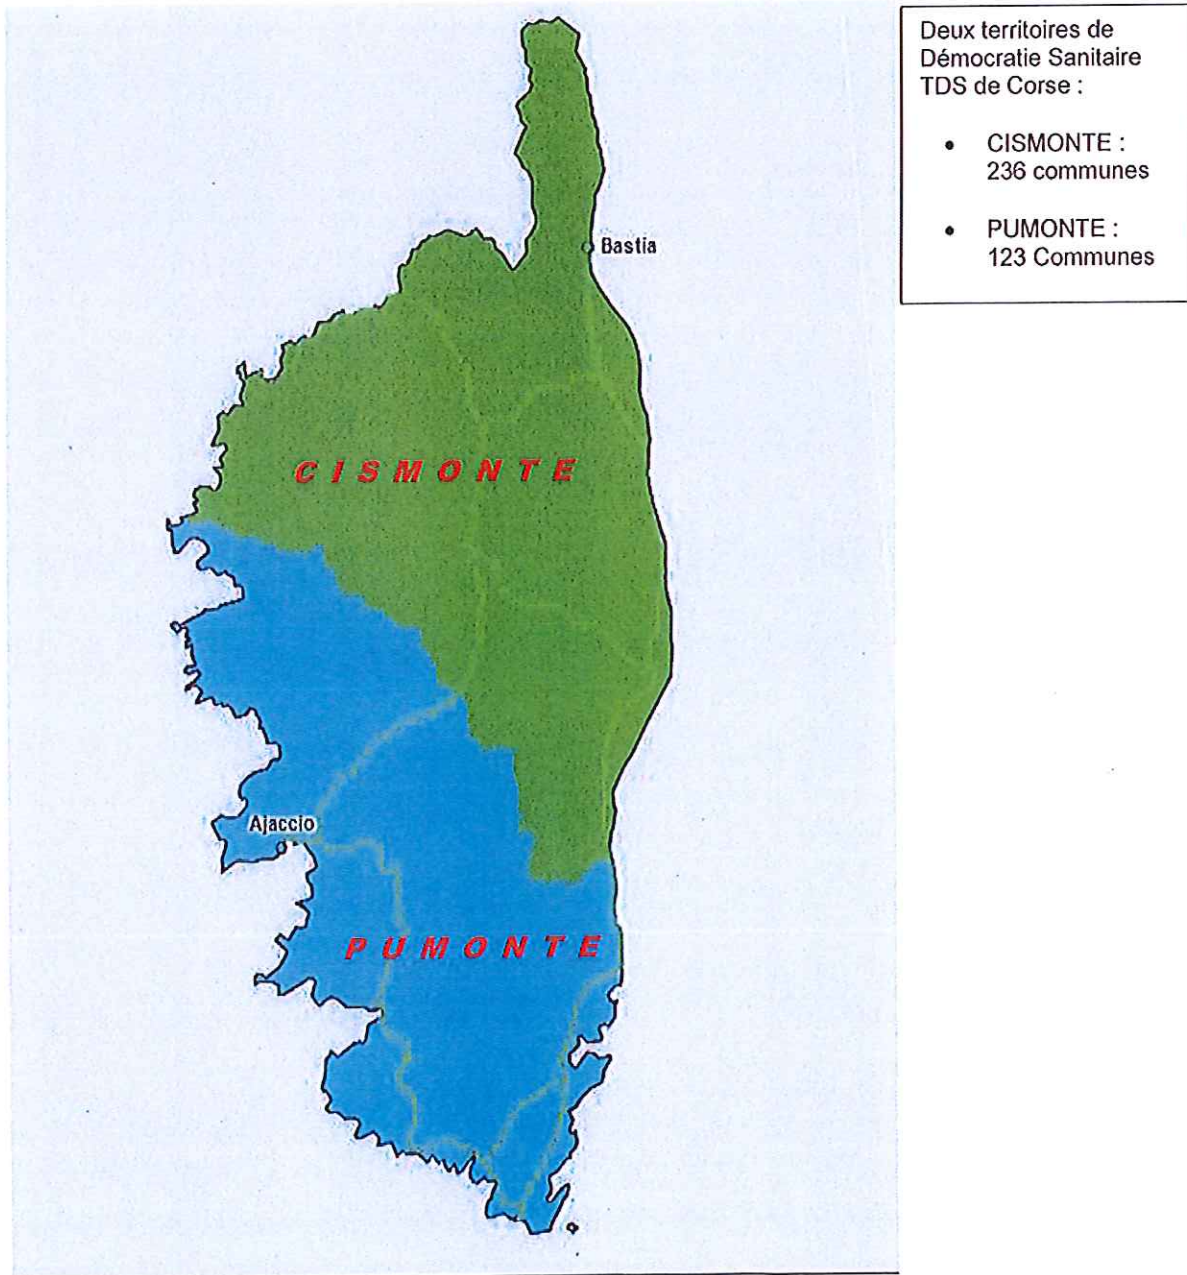 Deux territoires de
Démocratie Sanitaire
TDS de Corse :
• CISMONTE :
236 communes
• PUMONTE :
123 Communes
Bastia
CISMONTE
Ajaccio
PUMONTE